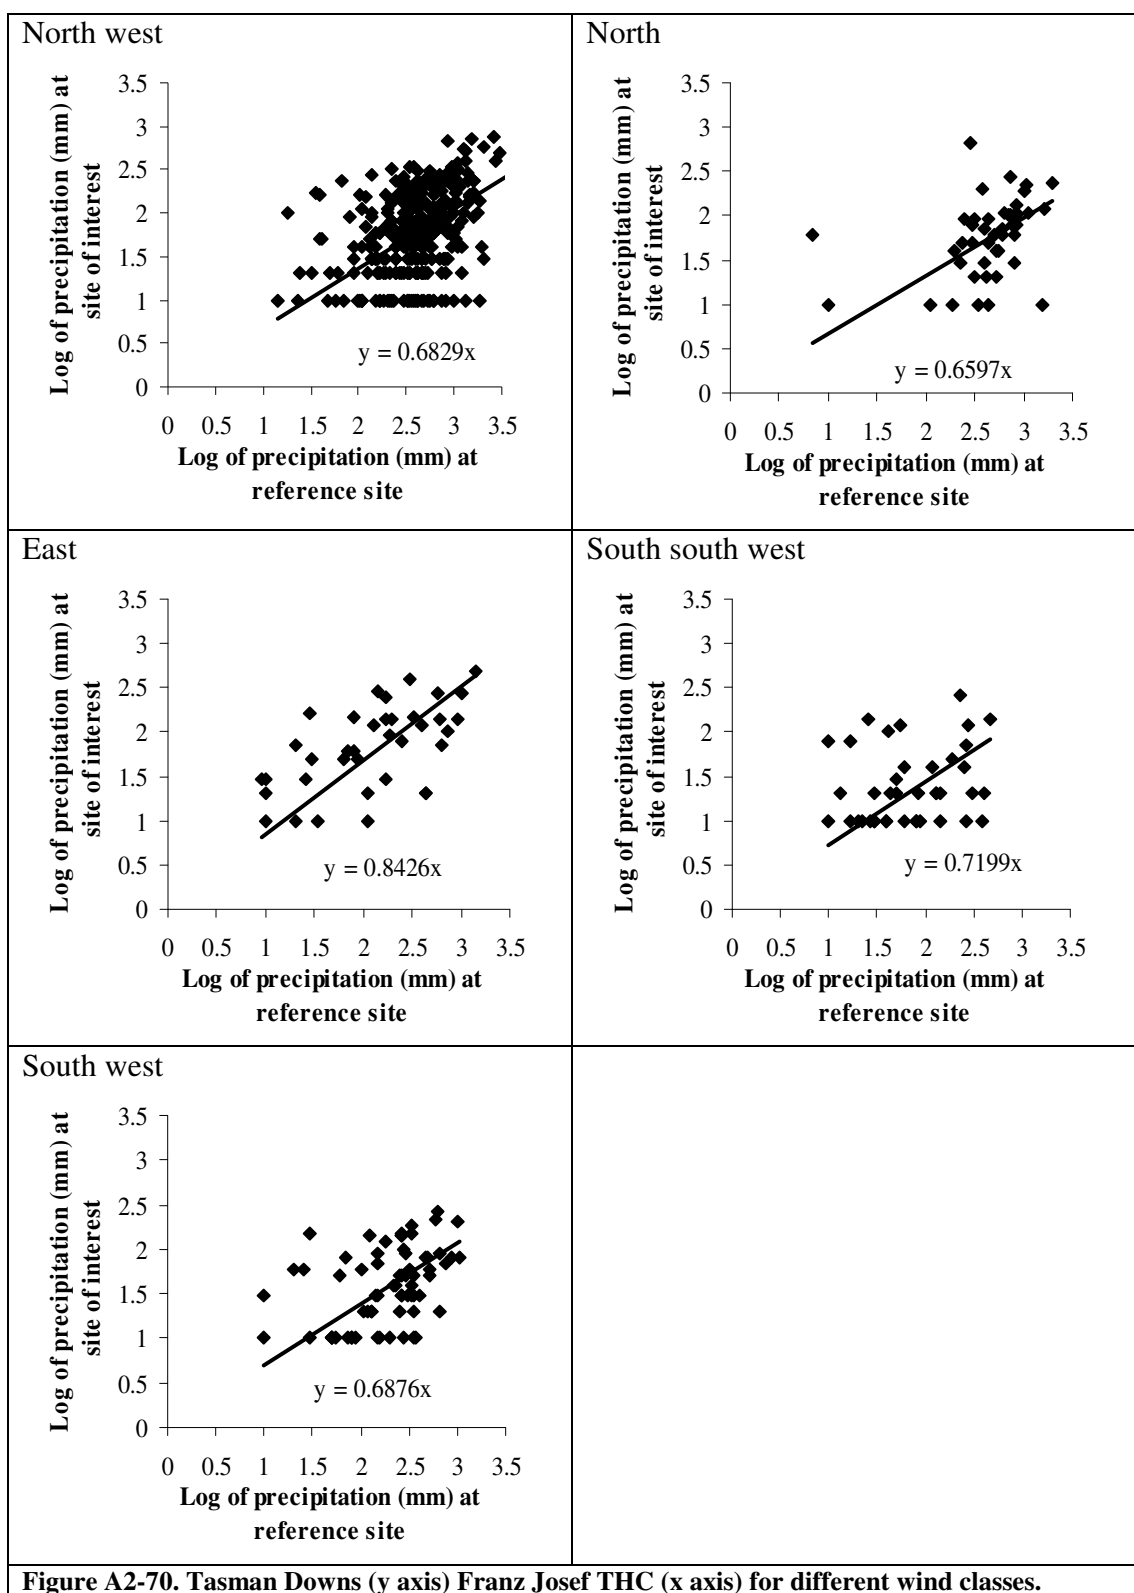 North west
Log of precipitation (mm) at
site of interest
3.5
3
2.5
2
1.5
1
0.5
0
y = 0.6829x
0 0.5 1 1.5 2 2.5 3 3.5
Log of precipitation (mm) at
reference site
North
Log of precipitation (mm) at
site of interest
3.5
3
2.5
2
1.5
1
0.5
0
y = 0.6597x
0 0.5 1 1.5 2 2.5 3 3.5
Log of precipitation (mm) at
reference site
East
Log of precipitation (mm) at
site of interest
3.5
3
2.5
2
1.5
1
0.5
0
y = 0.8426x
0 0.5 1 1.5 2 2.5 3 3.5
Log of precipitation (mm) at
reference site
South south west
Log of precipitation (mm) at
site of interest
3.5
3
2.5
2
1.5
1
0.5
0
y = 0.7199x
0 0.5 1 1.5 2 2.5 3 3.5
Log of precipitation (mm) at
reference site
South west
Log of precipitation (mm) at
site of interest
3.5
3
2.5
2
1.5
1
0.5
0
y = 0.6876x
0 0.5 1 1.5 2 2.5 3 3.5
Log of precipitation (mm) at
reference site
Figure A2-70. Tasman Downs (y axis) Franz Josef THC (x axis) for different wind classes.